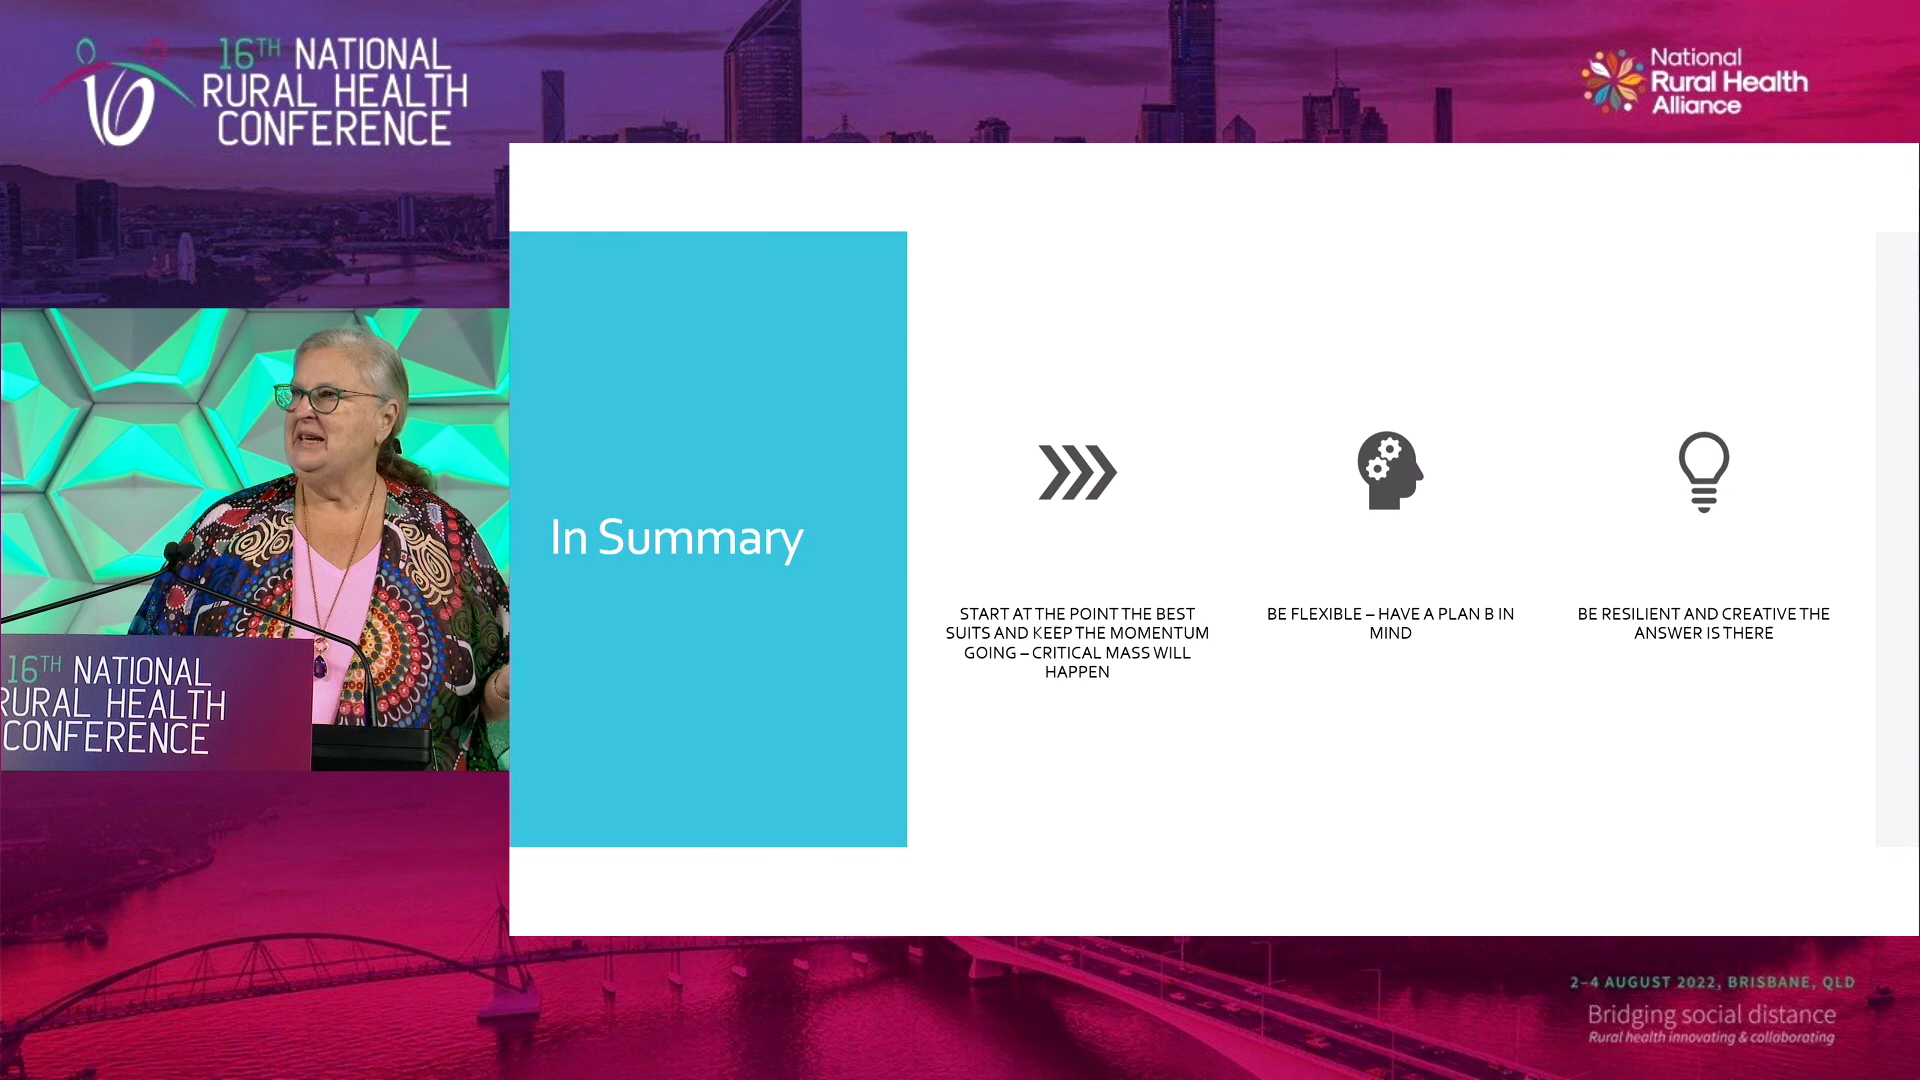 16TH NATIONAL
RURAL HEALTH
CONFERENCE
National
Rural Health
Alliance
16TH NATIONAL
RURAL HEALTH
CONFERENCE
In Summary
START AT THE POINT THE BEST
SUITS AND KEEP THE MOMENTUM
GOING – CRITICAL MASS WILL
HAPPEN
BE FLEXIBLE – HAVE A PLAN B IN
MIND
BE RESILIENT AND CREATIVE THE
ANSWER IS THERE
2–4 AUGUST 2022, BRISBANE, QLD
Bridging social distance
Rural health innovating & collaborating